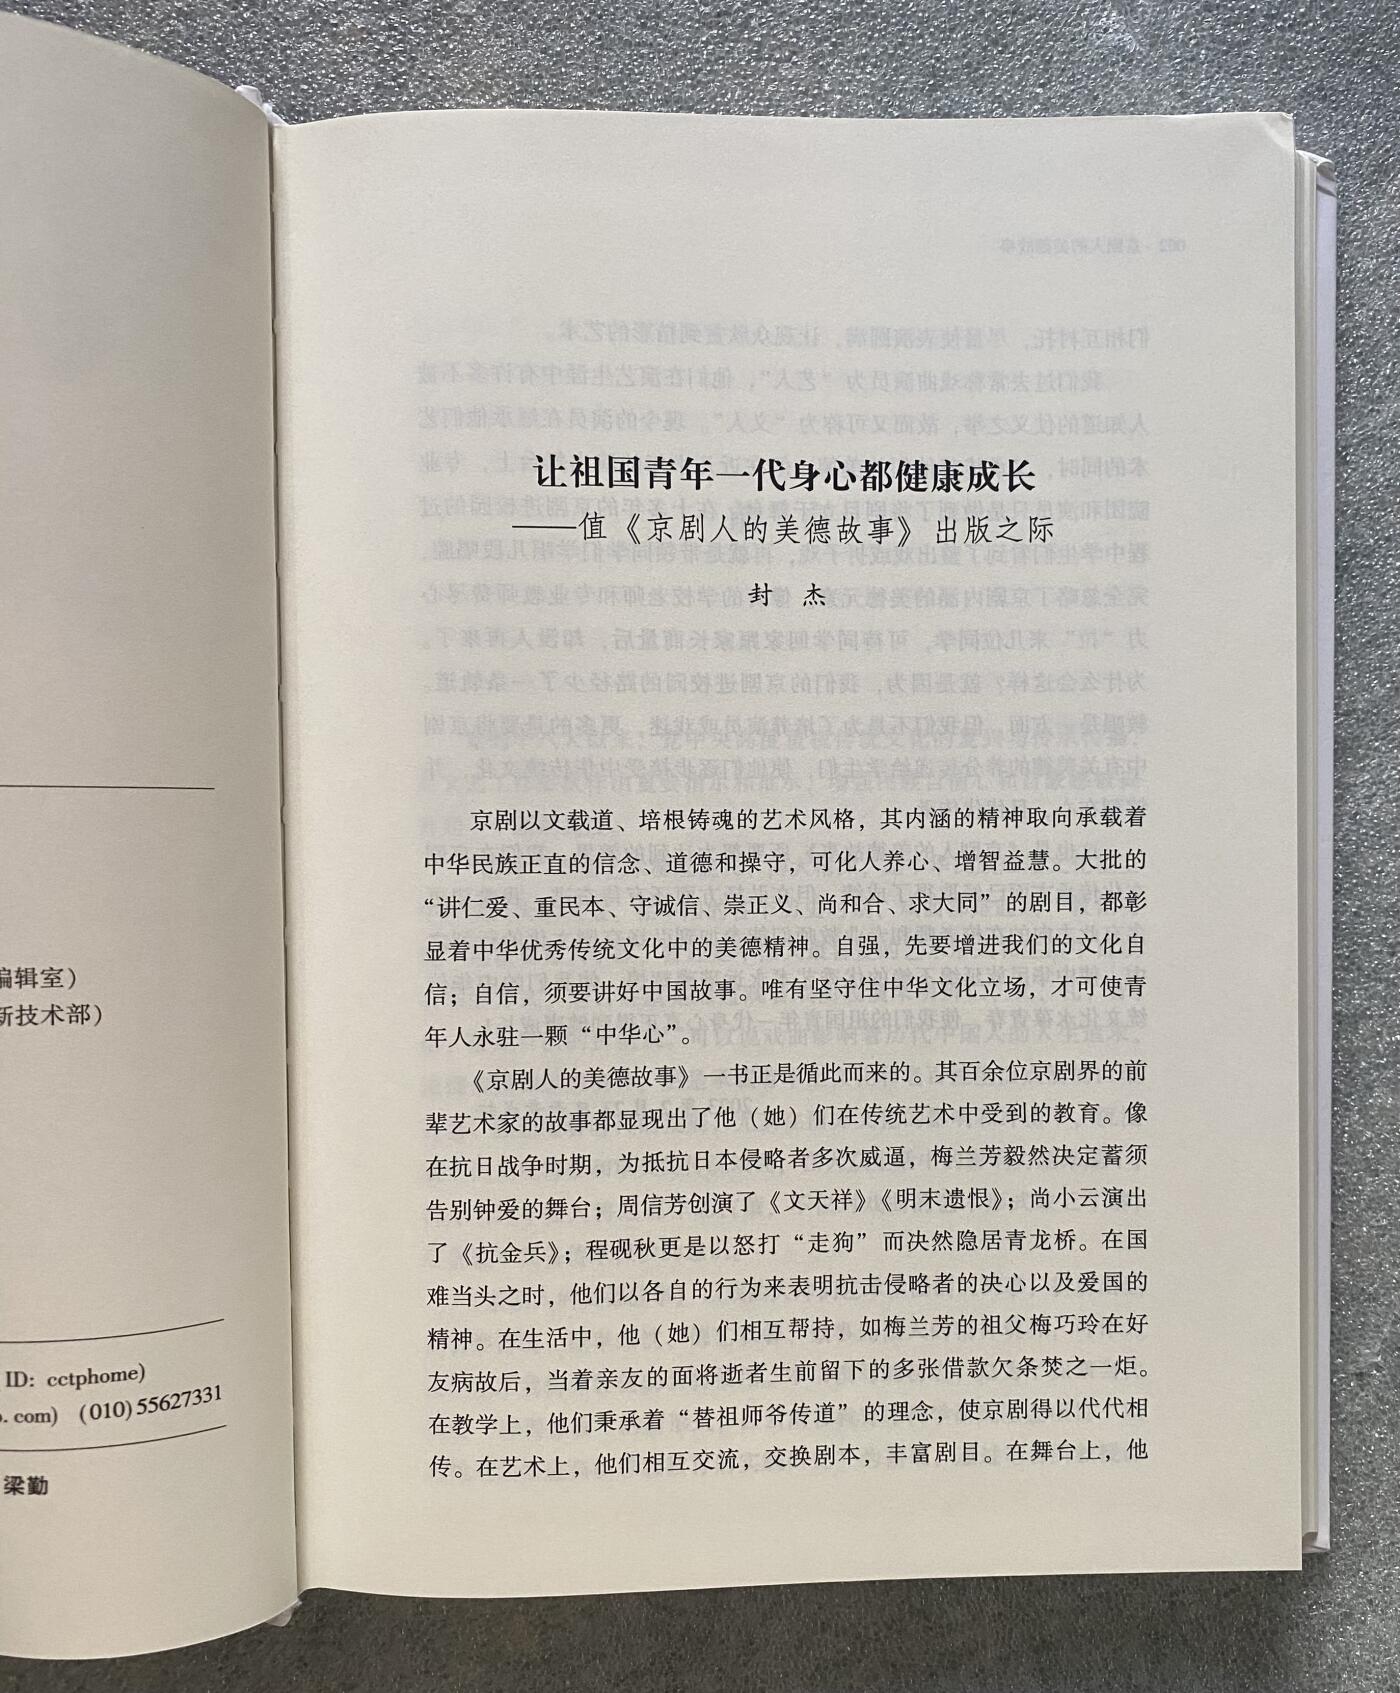 编辑室）
新技术部）
ID: cctphome)
. com) (010) 55627331
梁勤
让祖国青年一代身心都健康成长
——值《京剧人的美德故事》出版之际
封 杰
京剧以文载道、培根铸魂的艺术风格，其内涵的精神取向承载着
中华民族正直的信念、道德和操守，可化人养心、增智益慧。大批的
“讲仁爱、重民本、守诚信、崇正义、尚和合、求大同”的剧目，都彰
显着中华优秀传统文化中的美德精神。自强，先要增进我们的文化自
信；自信，须要讲好中国故事。唯有坚守住中华文化立场，才可使青
年人永驻一颗“中华心”。
《京剧人的美德故事》一书正是循此而来的。其百余位京剧界的前
辈艺术家的故事都显现出了他（她）们在传统艺术中受到的教育。像
在抗日战争时期，为抵抗日本侵略者多次威逼，梅兰芳毅然决定蓄须
告别钟爱的舞台；周信芳创演了《文天祥》《明末遗恨》；尚小云演出
了《抗金兵》；程砚秋更是以怒打“走狗”而决然隐居青龙桥。在国
难当头之时，他们以各自的行为来表明抗击侵略者的决心以及爱国的
精神。在生活中，他（她）们相互帮持，如梅兰芳的祖父梅巧玲在好
友病故后，当着亲友的面将逝者生前留下的多张借款欠条焚之一炬。
在教学上，他们秉承着“替祖师爷传道”的理念，使京剧得以代代相
传。在艺术上，他们相互交流，交换剧本，丰富剧目。在舞台上，他